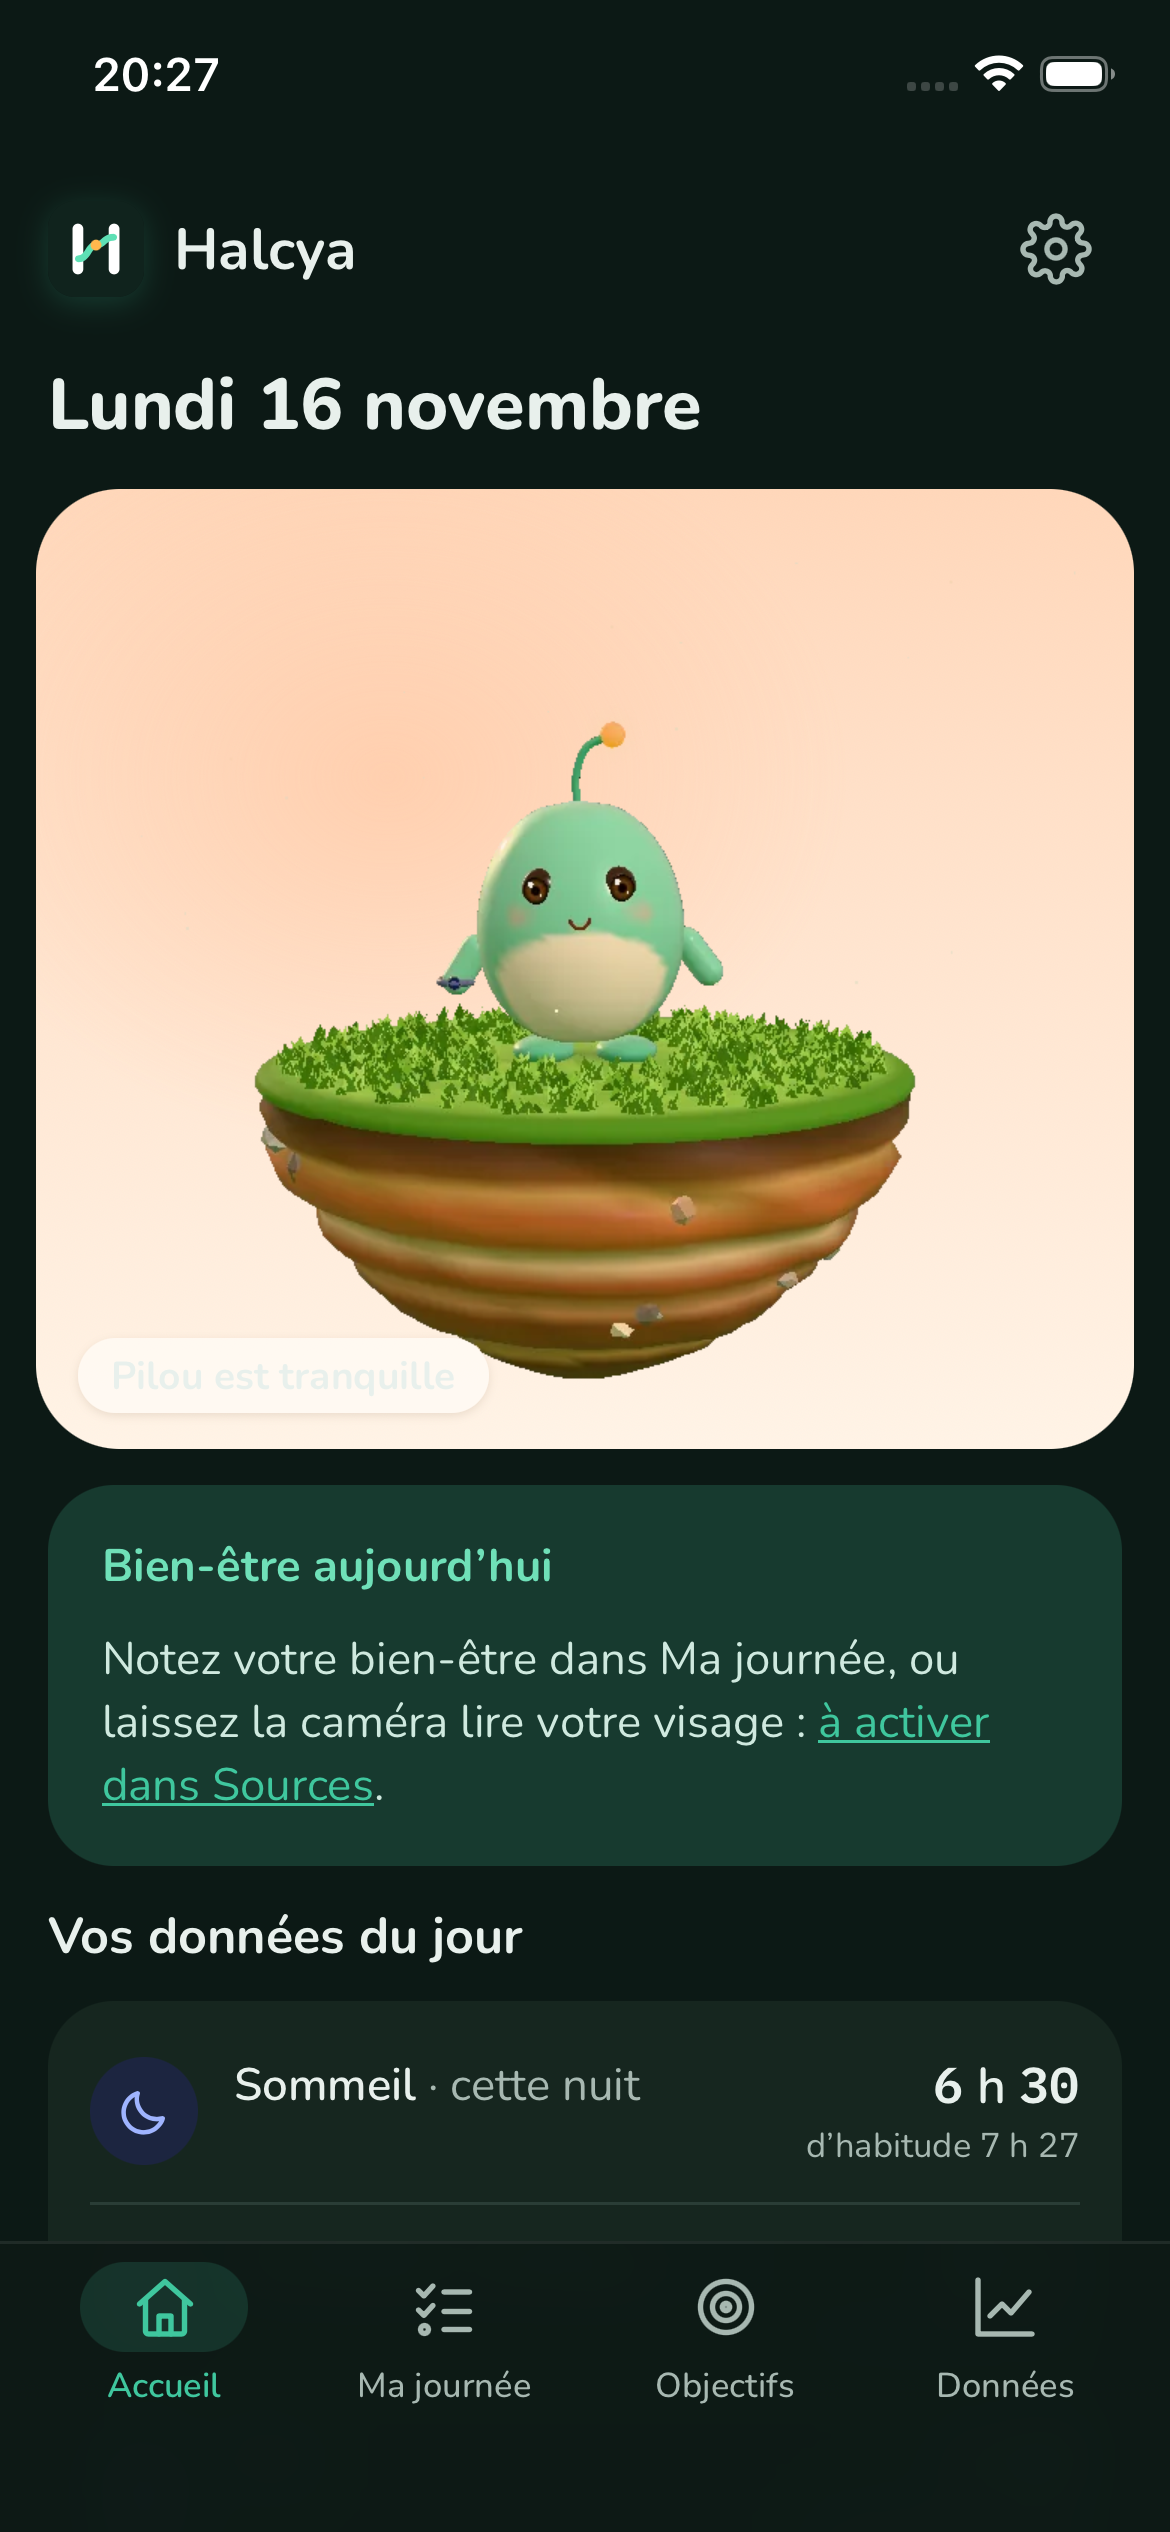 20:27
Halcya
Lundi 16 novembre
Pilou est tranquille
Bien-être aujourd’hui
Notez votre bien-être dans Ma journée, ou
laissez la caméra lire votre visage : à activer
dans Sources.
Vos données du jour
Sommeil · cette nuit
6 h 30
d’habitude 7 h 27
Accueil
Ma journée
Objectifs
Données